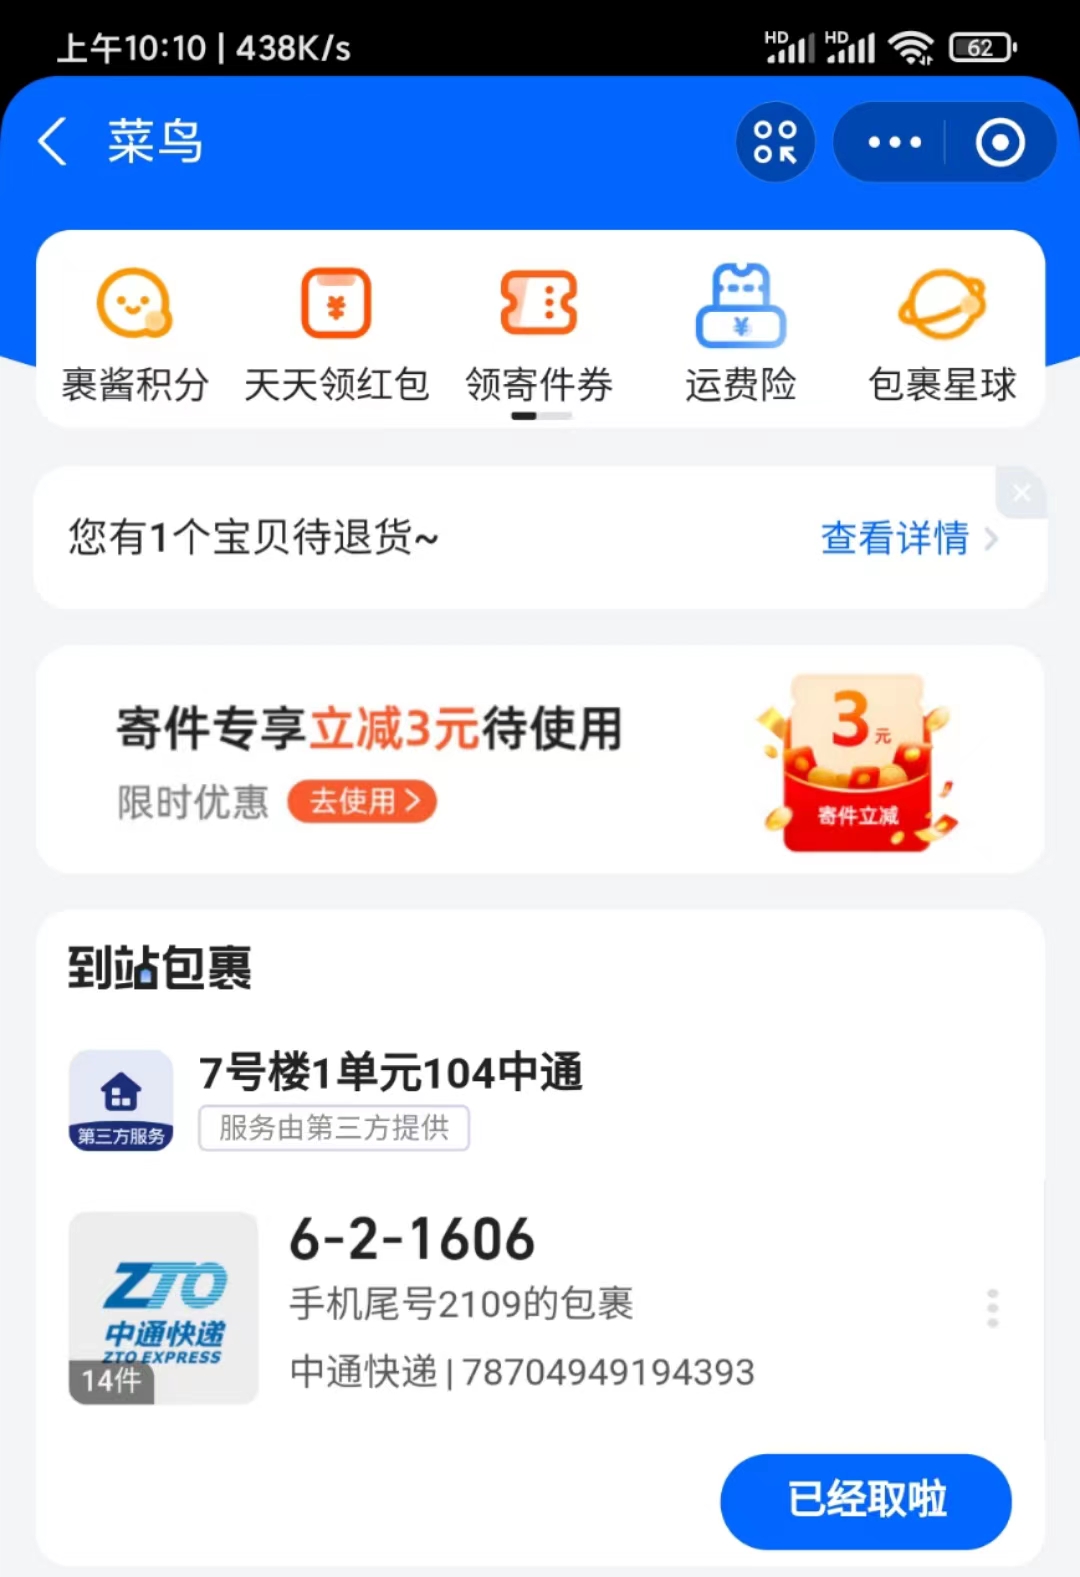 上午10:10 | 438K/s
HD HD 62
菜鸟
裹酱积分 天天领红包 领寄件券 运费险 包裹星球
您有1个宝贝待退货~ 查看详情
寄件专享立减3元待使用
限时优惠 去使用
3元
寄件立减
到站包裹
7号楼1单元104中通
第三方服务 服务由第三方提供
6-2-1606
手机尾号2109的包裹
中通快递 | 78704949194393
ZTO
中通快递
ZTO EXPRESS
14件
已经取啦